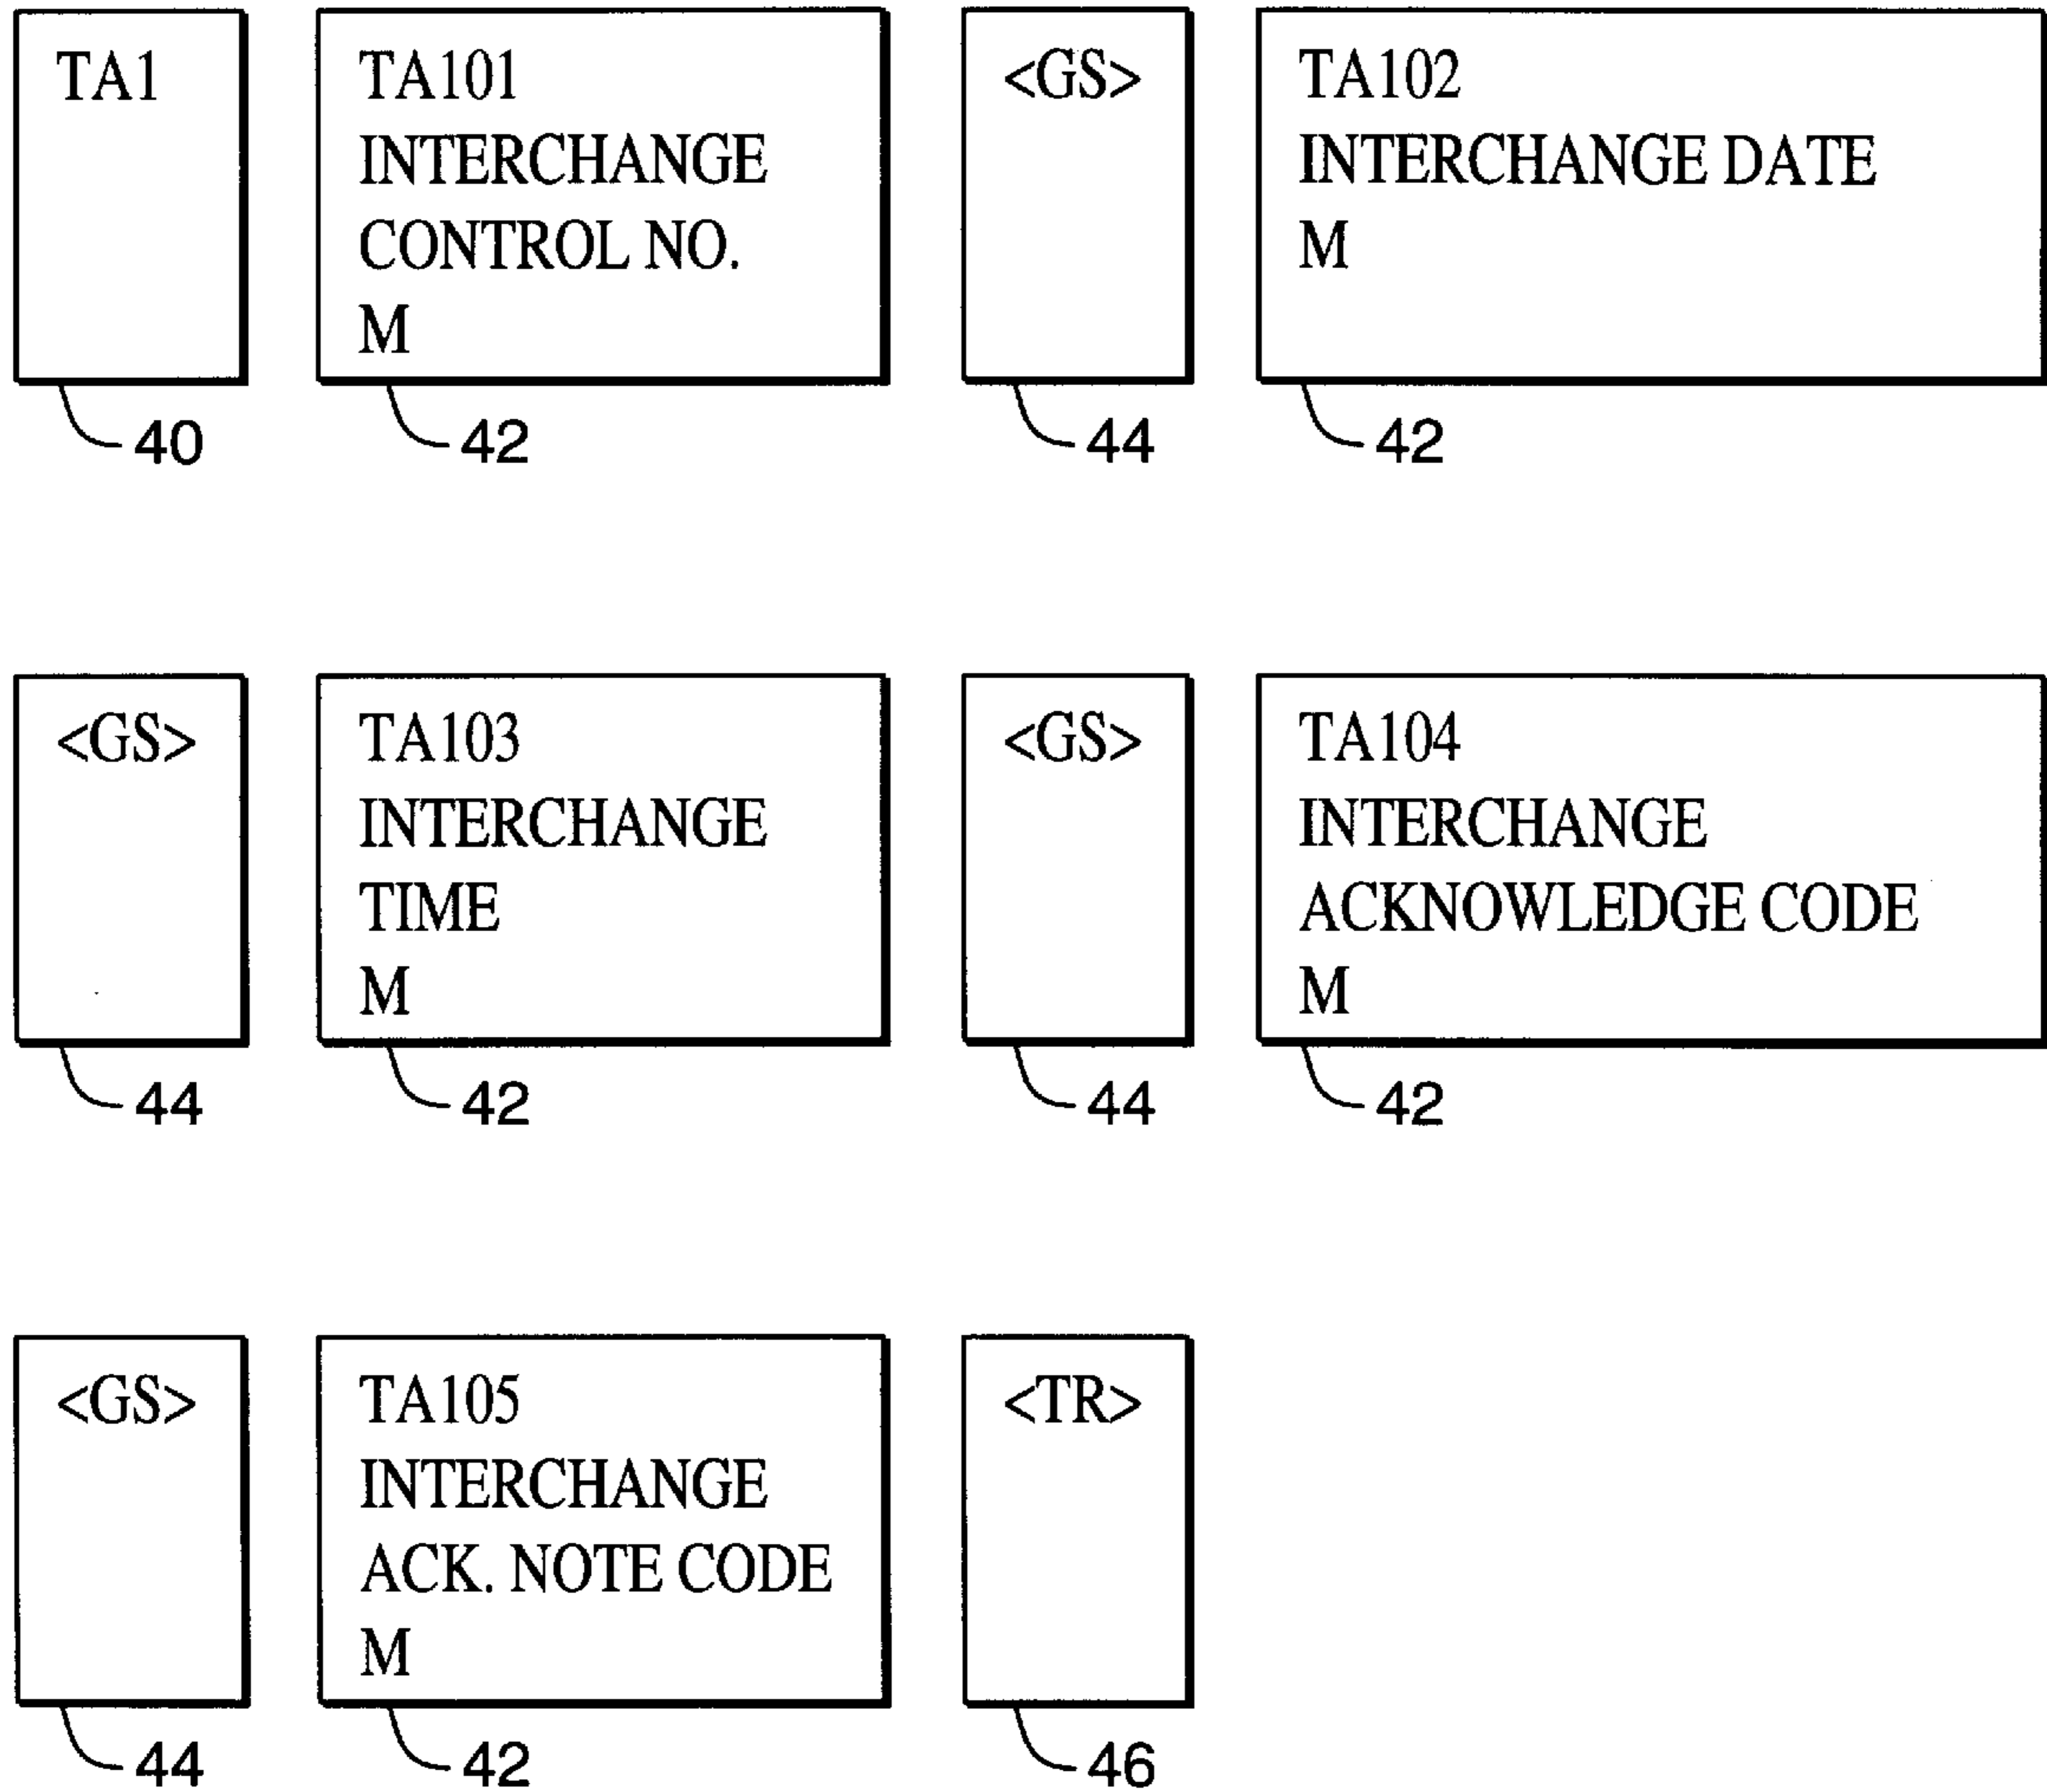 TA1
TA101
INTERCHANGE
CONTROL NO.
M
<GS>
TA102
INTERCHANGE DATE
M
40
42
44
42
<GS>
TA103
INTERCHANGE
TIME
M
<GS>
TA104
INTERCHANGE
ACKNOWLEDGE CODE
M
44
42
44
42
<GS>
TA105
INTERCHANGE
ACK. NOTE CODE
M
<TR>
44
42
46